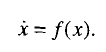 ẋ = f(x).